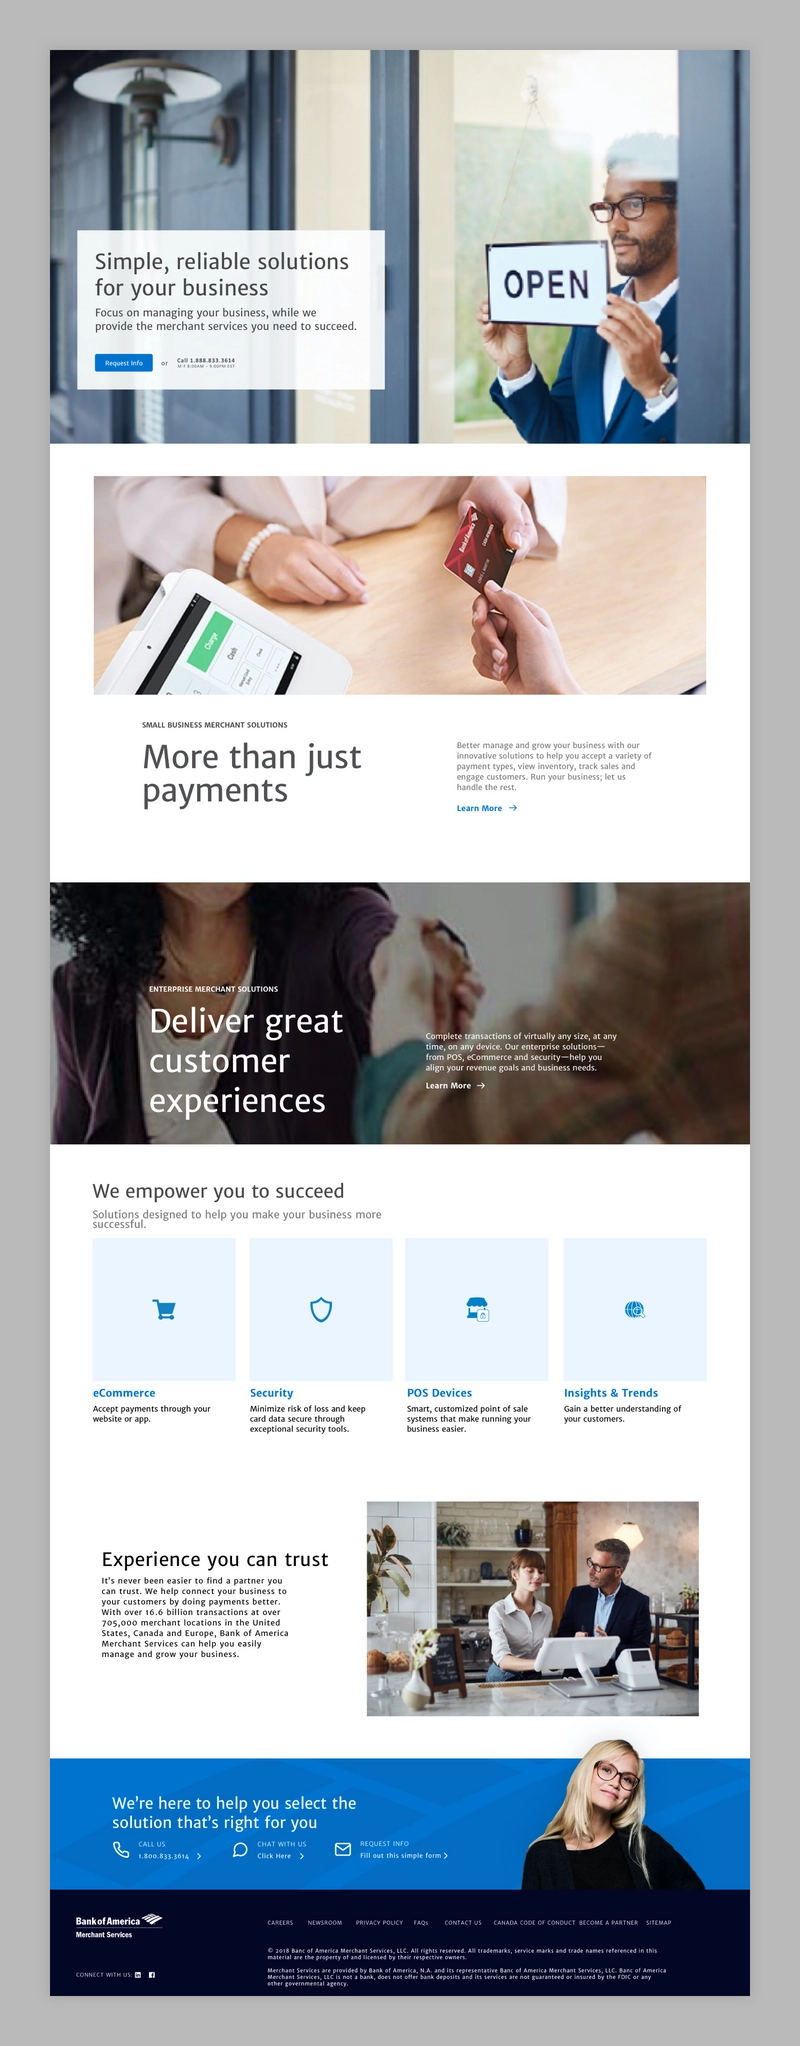 OPEN
Simple, reliable solutions
for your business
Focus on managing your business, while we
provide the merchant services you need to succeed.
Request Info
or
Call 1.888.833.3614
M-F 8:00AM – 9:00PM EST
Bank of America
Charge
Cash
SMALL BUSINESS MERCHANT SOLUTIONS
More than just
payments
Better manage and grow your business with our
innovative solutions to help you accept a variety of
payment types, view inventory, track sales and
engage customers. Run your business; let us
handle the rest.
Learn More
ENTERPRISE MERCHANT SOLUTIONS
Deliver great
customer
experiences
Complete transactions of virtually any size, at any
time, on any device. Our enterprise solutions—
from POS, eCommerce and security—help you
align your revenue goals and business needs.
Learn More
We empower you to succeed
Solutions designed to help you make your business more
successful.
eCommerce
Accept payments through your
website or app.
Security
Minimize risk of loss and keep
card data secure through
exceptional security tools.
POS Devices
Smart, customized point of sale
systems that make running your
business easier.
Insights & Trends
Gain a better understanding of
your customers.
Experience you can trust
It's never been easier to find a partner you
can trust. We help connect your business to
your customers by doing payments better.
With over 16.6 billion transactions at over
705,000 merchant locations in the United
States, Canada and Europe, Bank of America
Merchant Services can help you easily
manage and grow your business.
We're here to help you select the
solution that's right for you
CALL US
1.800.833.3614
CHAT WITH US
Click Here
REQUEST INFO
Fill out this simple form
Bank of America
Merchant Services
CONNECT WITH US:
CAREERS NEWSROOM PRIVACY POLICY FAQs CONTACT US CANADA CODE OF CONDUCT BECOME A PARTNER SITEMAP
© 2018 Banc of America Merchant Services, LLC. All rights reserved. All trademarks, service marks and trade names referenced in this
material are the property of and licensed by their respective owners.
Merchant Services are provided by Bank of America, N.A. and its representative Banc of America Merchant Services, LLC. Banc of America
Merchant Services, LLC is not a bank, does not offer bank deposits and its services are not guaranteed or insured by the FDIC or any
other governmental agency.